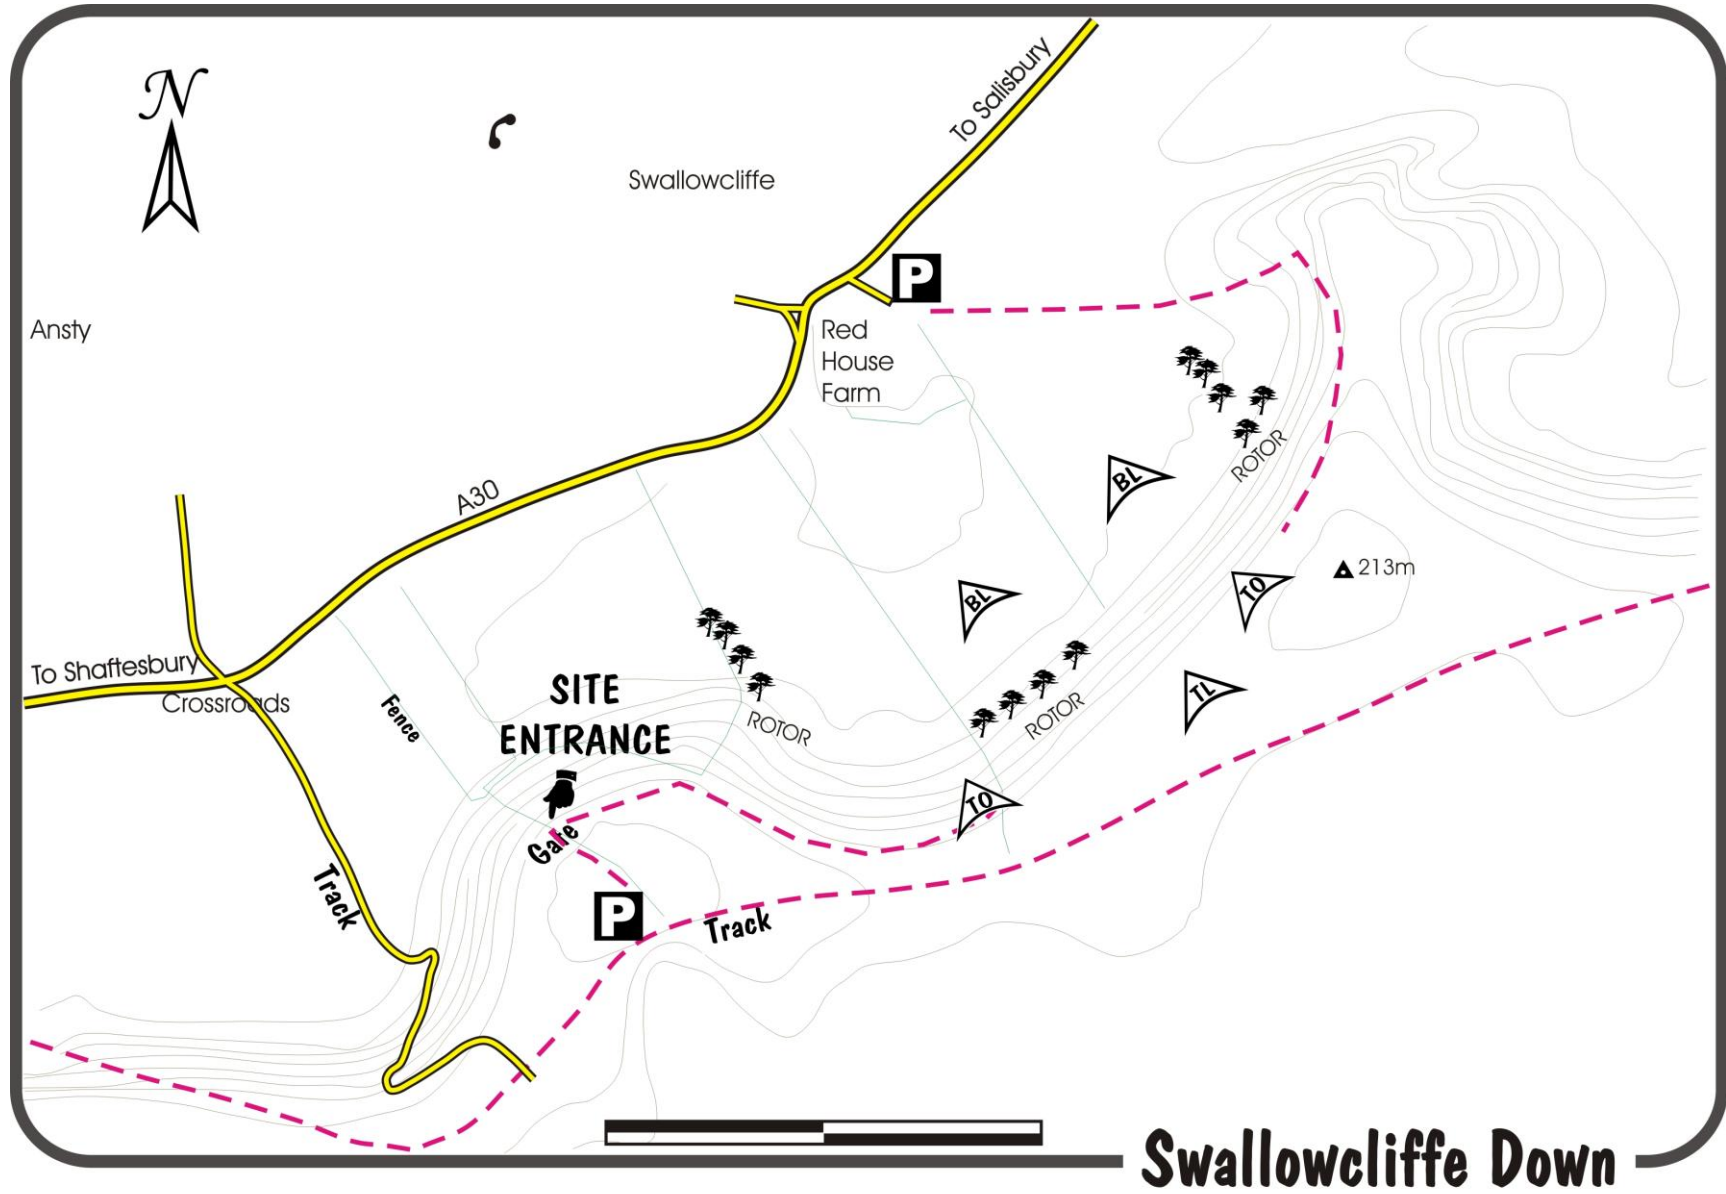 N
To Salisbury
Swallowcliffe
P
Ansty
Red
House
Farm
ROTOR
BL
A30
TO
213m
BL
To Shaftesbury
Crossroads
Fence
SITE
ENTRANCE
TL
ROTOR
ROTOR
TO
Gate
Track
P
Track
Swallowcliffe Down